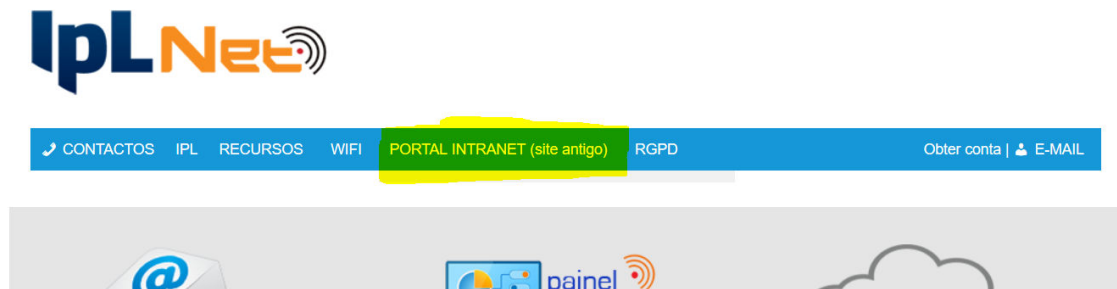 IpLNet
CONTACTOS IPL RECURSOS WIFI PORTAL INTRANET (site antigo) RGPD Obter conta | E-MAIL
@ painel